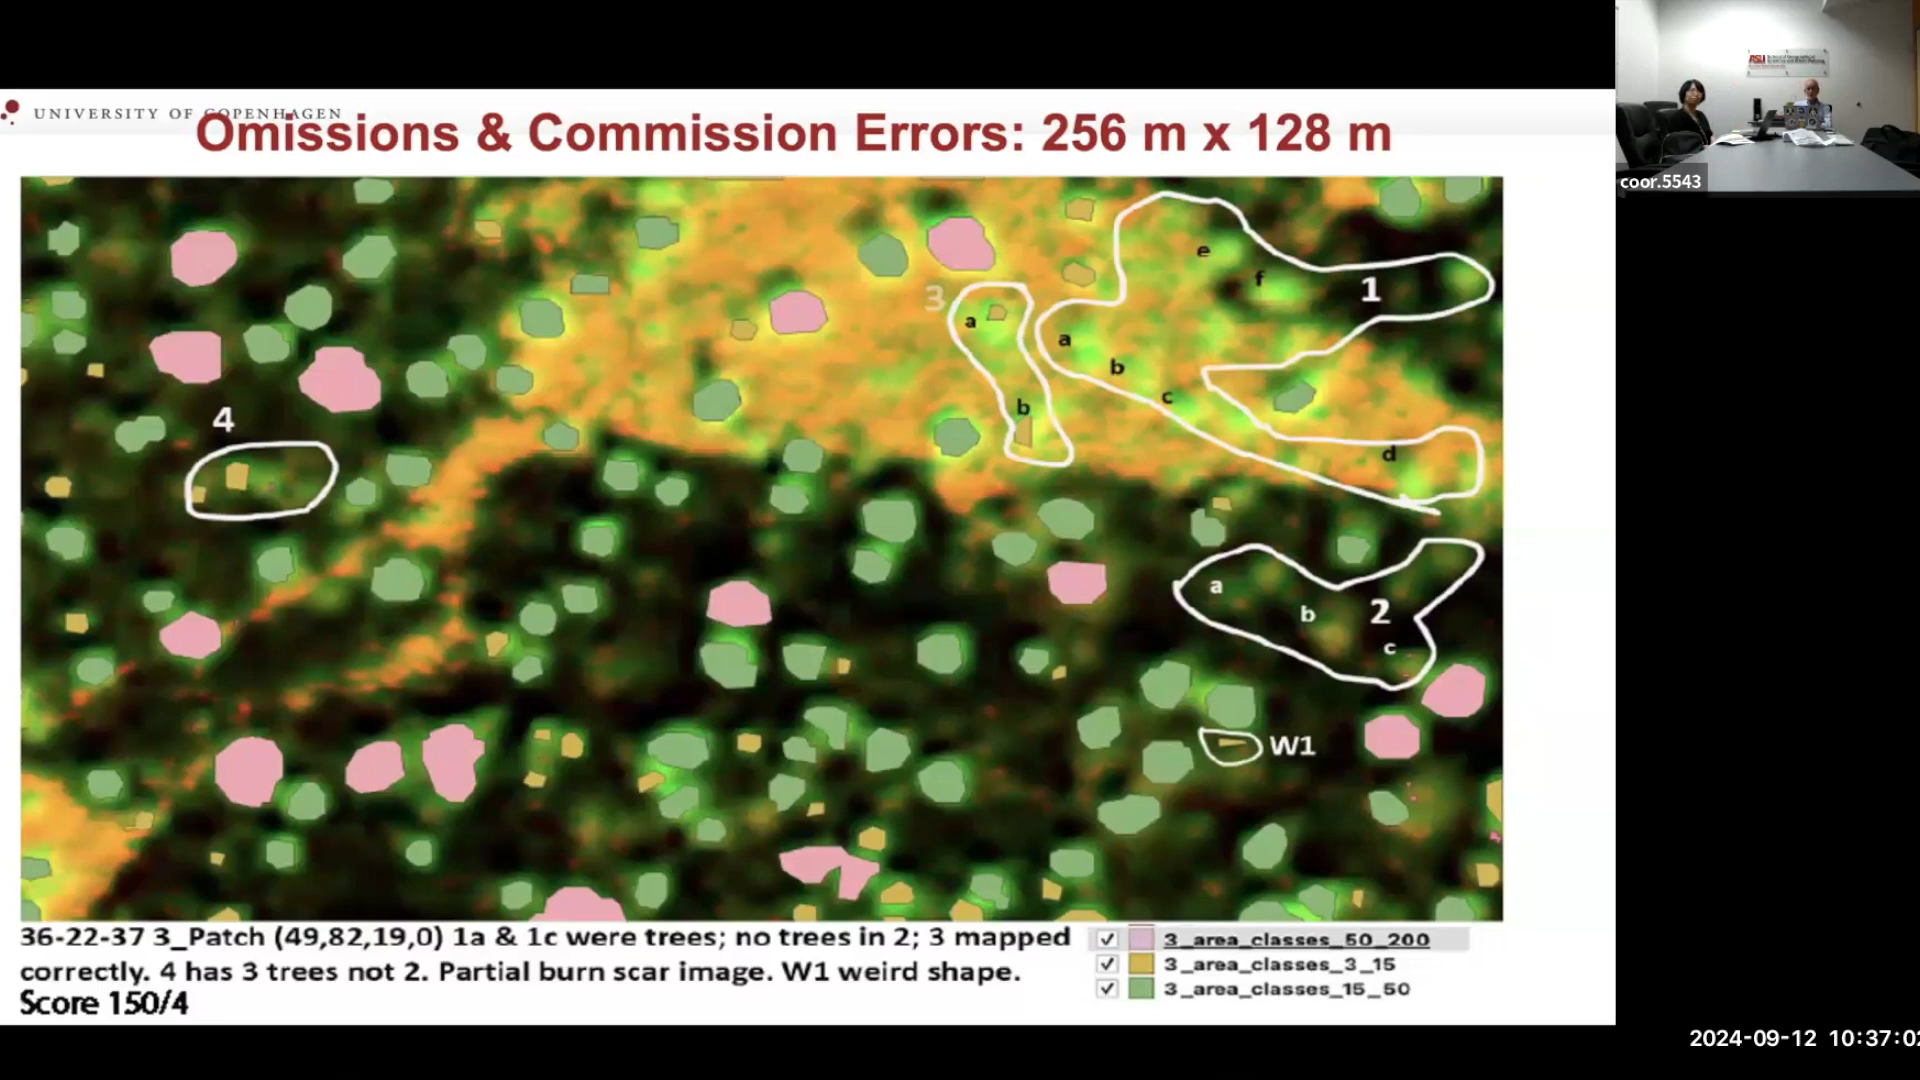 UNIVERSITY OF COPENHAGEN
Omissions & Commission Errors: 256 m x 128 m
ASU
coor.5543
e
f
1
3
a
a
b
c
b
d
4
a
b
2
c
W1
36-22-37 3_Patch (49,82,19,0) 1a & 1c were trees; no trees in 2; 3 mapped
correctly. 4 has 3 trees not 2. Partial burn scar image. W1 weird shape.
Score 150/4
3_area_classes_50_200
3_area_classes_3_15
3_area_classes_15_50
2024-09-12 10:37:02